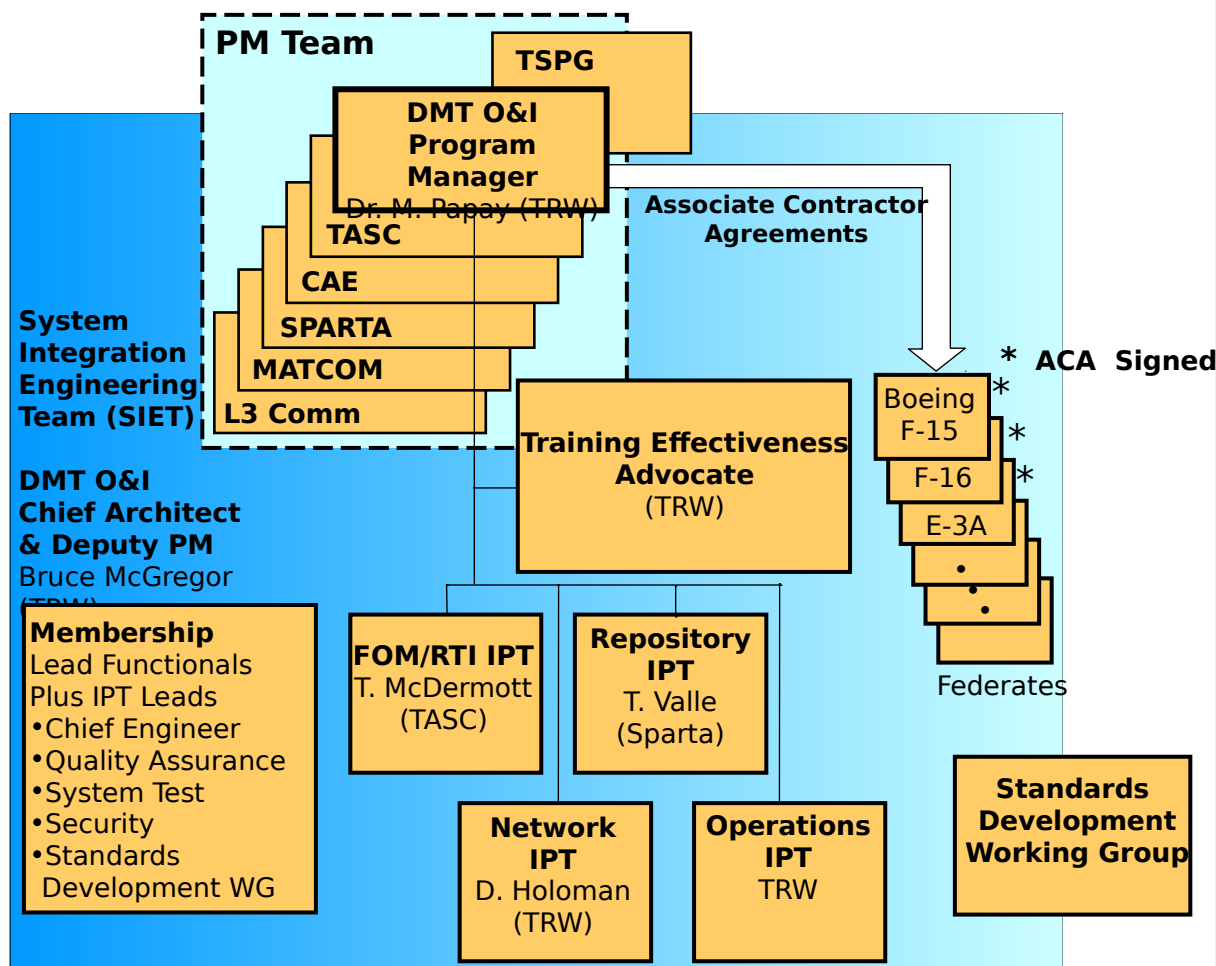 PM Team
TSPG
DMT O&I
Program
Manager
Dr. M. Papay (TRW)
TASC
CAE
SPARTA
MATCOM
L3 Comm
Associate Contractor
Agreements
* ACA Signed
System
Integration
Engineering
Team (SIET)
DMT O&I
Chief Architect
& Deputy PM
Bruce McGregor
(TRW)
Training Effectiveness
Advocate
(TRW)
Boeing *
F-15
*
F-16 *
E-3A
•
•
•
Federates
Membership
Lead Functionals
Plus IPT Leads
•Chief Engineer
•Quality Assurance
•System Test
•Security
•Standards
Development WG
FOM/RTI IPT
T. McDermott
(TASC)
Repository
IPT
T. Valle
(Sparta)
Network
IPT
D. Holoman
(TRW)
Operations
IPT
TRW
Standards
Development
Working Group